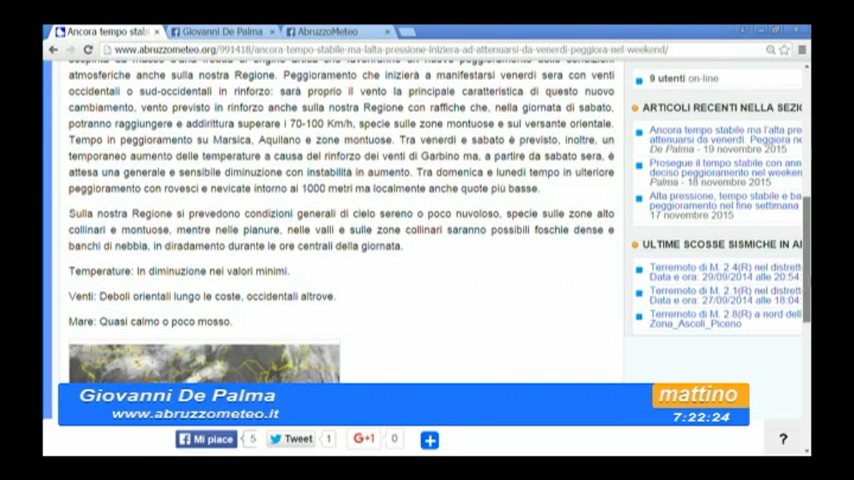 Ancora tempo stabi
Giovanni De Palma
AbruzzoMeteo
www.abruzzometeo.org/991418/ancora-tempo-stabile-ma-lalta-pressione-iniziera-ad-attenuarsi-da-venerdi-peggiora-nel-weekend/
atmosferiche anche sulla nostra Regione. Peggioramento che inizierà a manifestarsi venerdì sera con venti
occidentali o sud-occidentali in rinforzo: sarà proprio il vento la principale caratteristica di questo nuovo
cambiamento, vento previsto in rinforzo anche sulla nostra Regione con raffiche che, nella giornata di sabato,
potranno raggiungere e addirittura superare i 70-100 Km/h, specie sulle zone montuose e sul versante orientale.
Tempo in peggioramento su Marsica, Aquilano e zone montuose. Tra venerdì e sabato è previsto, inoltre, un
temporaneo aumento delle temperature a causa del rinforzo dei venti di Garbino ma, a partire da sabato sera, è
attesa una generale e sensibile diminuzione con instabilità in aumento. Tra domenica e lunedì tempo in ulteriore
peggioramento con rovesci e nevicate intorno ai 1000 metri ma localmente anche quote più basse.
Sulla nostra Regione si prevedono condizioni generali di cielo sereno o poco nuvoloso, specie sulle zone alto
collinari e montuose, mentre nelle pianure, nelle valli e sulle zone collinari saranno possibili foschie dense e
banchi di nebbia, in diradamento durante le ore centrali della giornata.
Temperature: In diminuzione nei valori minimi.
Venti: Deboli orientali lungo le coste, occidentali altrove.
Mare: Quasi calmo o poco mosso.
9 utenti on-line
ARTICOLI RECENTI NELLA SEZIO
Ancora tempo stabile ma l'alta pre
attenuarsi da venerdì. Peggiora ne
De Palma - 19 novembre 2015
Prosegue il tempo stabile con ann
deciso peggioramento nel weeken
Palma - 18 novembre 2015
Alta pressione, tempo stabile e ba
peggioramento nel fine settimana
17 novembre 2015
ULTIME SCOSSE SISMICHE IN AB
Terremoto di M. 2.4(R) nel distrett
Data e ora: 29/09/2014 alle 20:54
Terremoto di M. 2.1(R) nel distrett
Data e ora: 27/09/2014 alle 18:04
Terremoto di M. 2.8(R) a nord dell
Zona_Ascoli_Piceno
Giovanni De Palma
www.abruzzometeo.it
mattino
7:22:24
Mi piace 5 Tweet 1 G+1 0 + ?